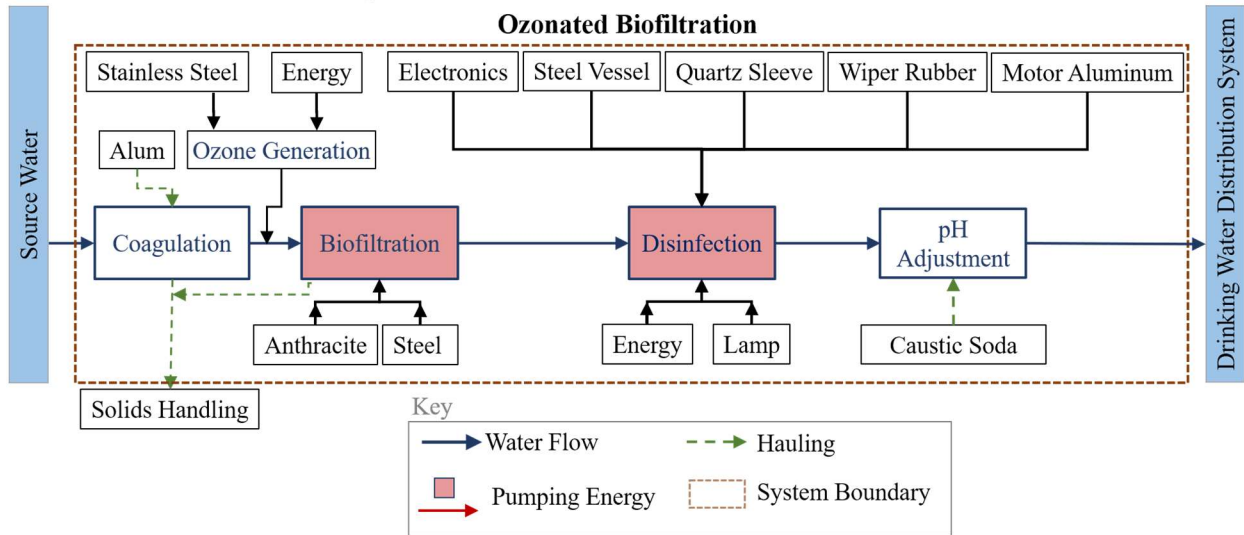 Ozonated Biofiltration
Source Water
Stainless Steel
Energy
Electronics
Steel Vessel
Quartz Sleeve
Wiper Rubber
Motor Aluminum
Alum
Ozone Generation
Coagulation
Biofiltration
Disinfection
pH
Adjustment
Anthracite
Steel
Energy
Lamp
Caustic Soda
Solids Handling
Drinking Water Distribution System
Key
Water Flow
Hauling
Pumping Energy
System Boundary